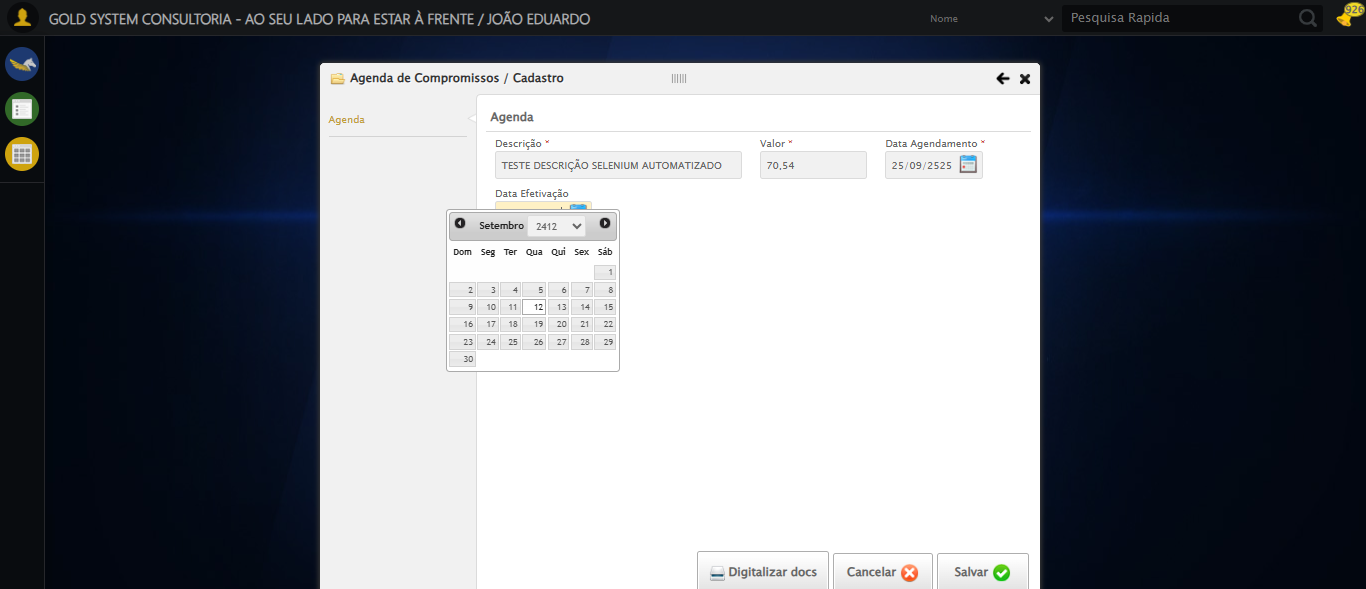 GOLD SYSTEM CONSULTORIA - AO SEU LADO PARA ESTAR À FRENTE / JOÃO EDUARDO
Nome
Pesquisa Rapida
926
Agenda de Compromissos / Cadastro
Agenda
Agenda
Descrição * Valor * Data Agendamento *
TESTE DESCRIÇÃO SELENIUM AUTOMATIZADO 70,54 25/09/2525
Data Efetivação
Setembro 2412
Dom Seg Ter Qua Qui Sex Sáb
1
2 3 4 5 6 7 8
9 10 11 12 13 14 15
16 17 18 19 20 21 22
23 24 25 26 27 28 29
30
Digitalizar docs Cancelar Salvar